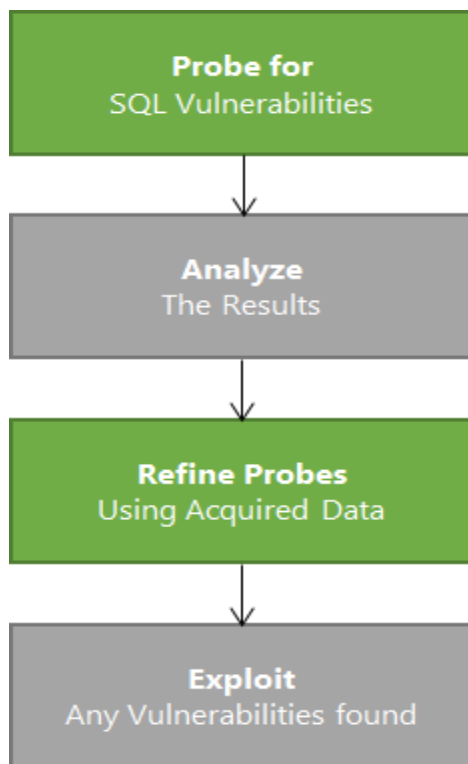 Probe for
SQL Vulnerabilities
Analyze
The Results
Refine Probes
Using Acquired Data
Exploit
Any Vulnerabilities found